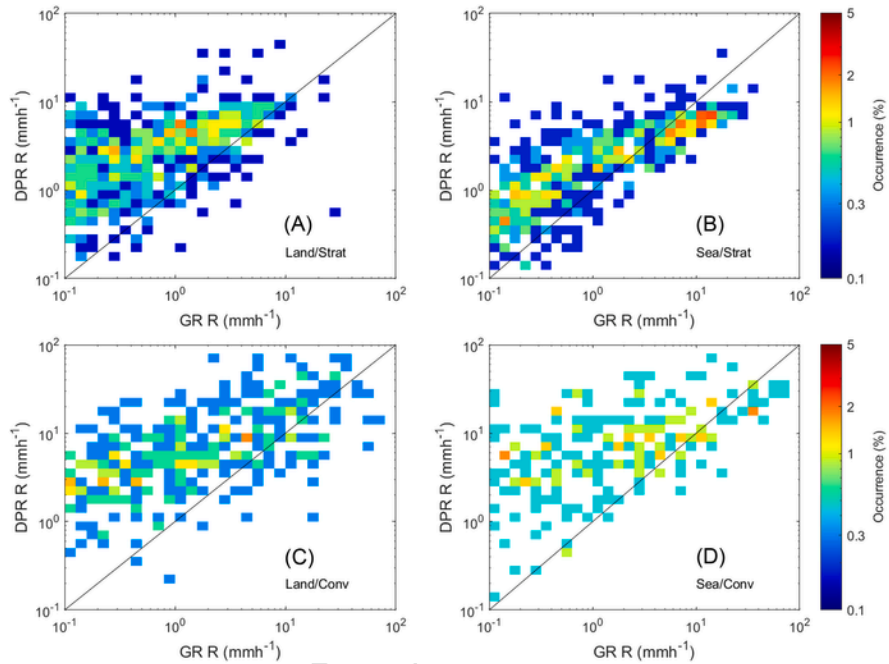 10² 10¹ 10⁰ 10⁻¹
DPR R (mmh⁻¹)
(A)
Land/Strat
10⁻¹ 10⁰ 10¹ 10²
GR R (mmh⁻¹)
10² 10¹ 10⁰ 10⁻¹
DPR R (mmh⁻¹)
(B)
Sea/Strat
10⁻¹ 10⁰ 10¹ 10²
GR R (mmh⁻¹)
5 2 1 0.3 0.1
Occurrence (%)
10² 10¹ 10⁰ 10⁻¹
DPR R (mmh⁻¹)
(C)
Land/Conv
10⁻¹ 10⁰ 10¹ 10²
GR R (mmh⁻¹)
10² 10¹ 10⁰ 10⁻¹
DPR R (mmh⁻¹)
(D)
Sea/Conv
10⁻¹ 10⁰ 10¹ 10²
GR R (mmh⁻¹)
5 2 1 0.3 0.1
Occurrence (%)